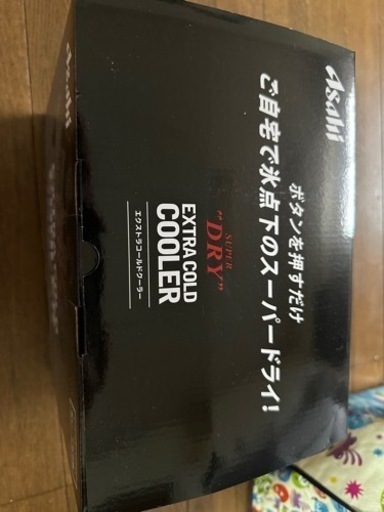 Asahi
ボタンを押すだけ
ご自宅で氷点下のスーパードライ!
SUPER
"DRY"
EXTRA COLD
COOLER
エクストラコールドクーラー
Asahi